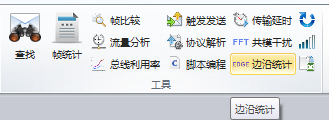 查找
帧统计
帧比较
流量分析
总线利用率
触发发送
协议解析
C 脚本编程
传输延时
FFT 共模干扰
EDGE 边沿统计
工具
边沿统计